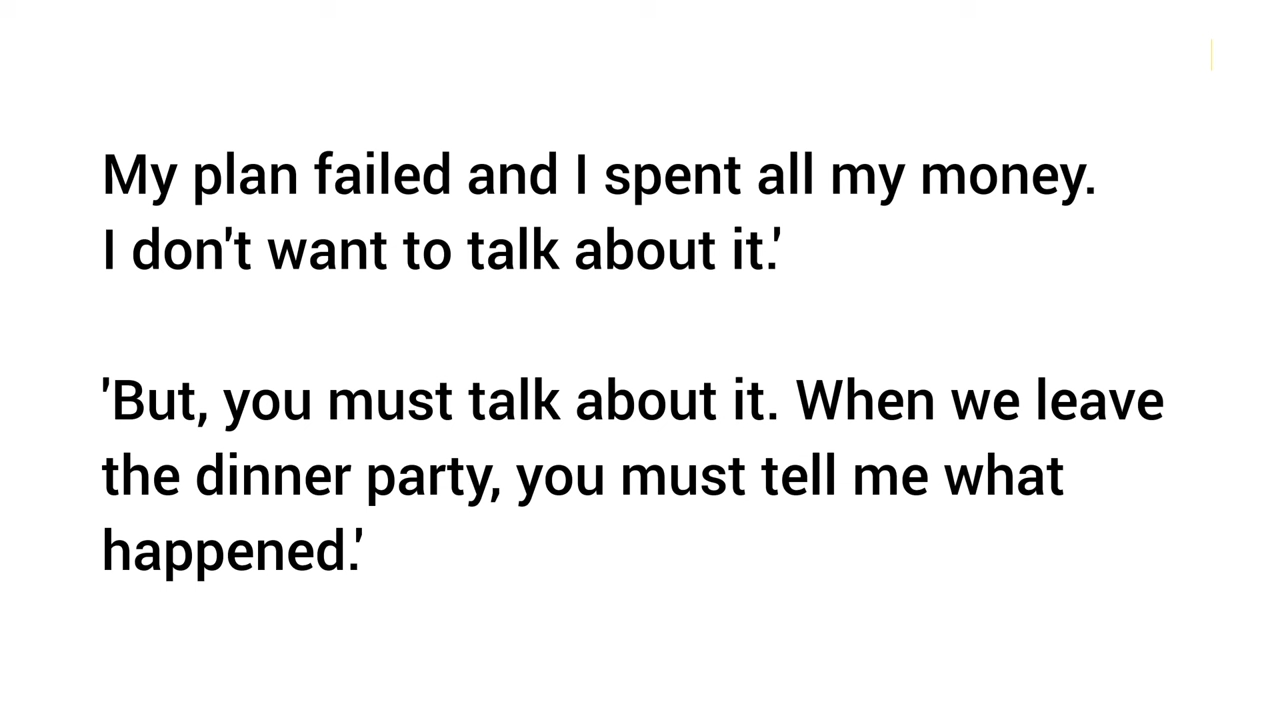 My plan failed and I spent all my money.
I don't want to talk about it.'
'But, you must talk about it. When we leave
the dinner party, you must tell me what
happened.'